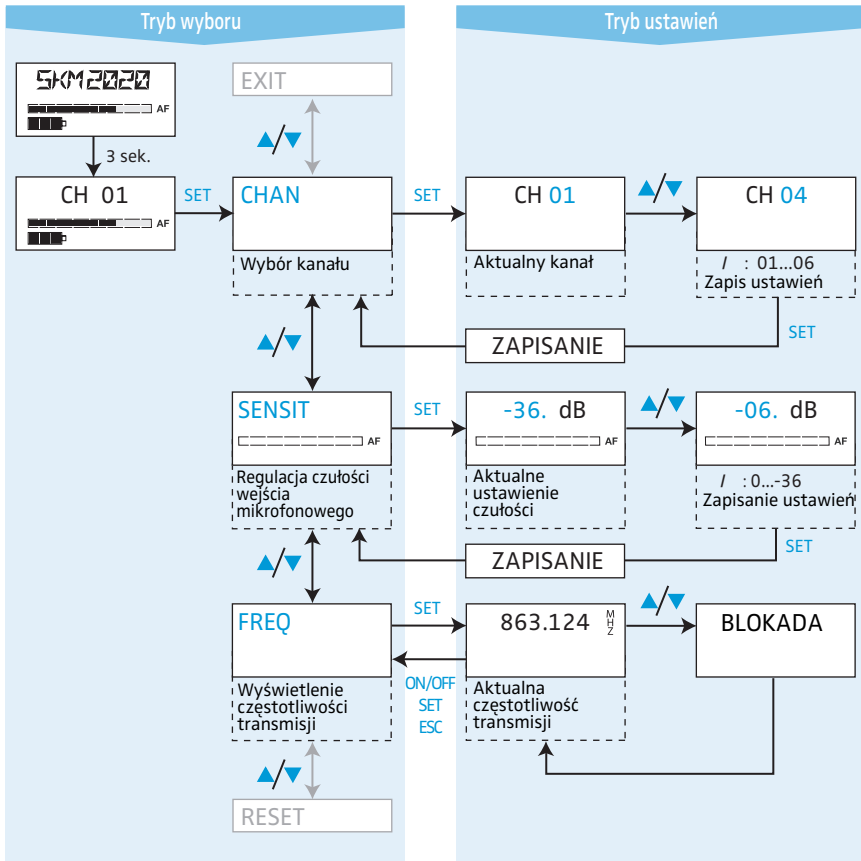 Tryb wyboru
Tryb ustawień
SKM2020
AF
3 sek.
CH 01
AF
EXIT
▲/▼
SET
CHAN
Wybór kanału
SET
CH 01
Aktualny kanał
▲/▼
CH 04
/ : 01...06
Zapis ustawień
SET
ZAPISANIE
▲/▼
SENSIT
Regulacja czułości
wejścia
mikrofonowego
SET
-36. dB
AF
Aktualne
ustawienie
czułości
▲/▼
-06. dB
AF
/ : 0...-36
Zapisanie ustawień
SET
ZAPISANIE
▲/▼
FREQ
Wyświetlenie
częstotliwości
transmisji
SET
ON/OFF
SET
ESC
863.124 MHZ
Aktualna
częstotliwość
transmisji
▲/▼
BLOKADA
▲/▼
RESET